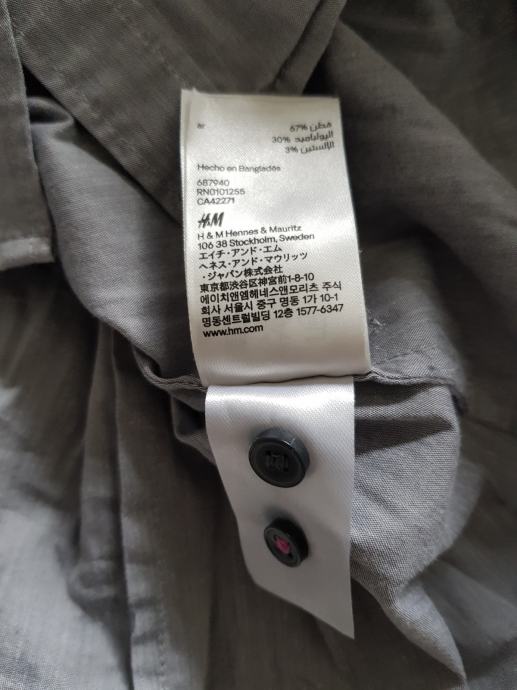 ar
قطن %67
البولياميد %30
الإلستين %3
Hecho en Bangladés
687940
RN0101255
CA42271
H&M
H & M Hennes & Mauritz
106 38 Stockholm, Sweden
エイチ・アンド・エム
ヘネス・アンド・マウリッツ
・ジャパン株式会社
東京都渋谷区神宮前1-8-10
에이치앤엠헤네스앤모리츠 주식
회사 서울시 중구 명동 1가 10-1
명동센트럴빌딩 12층 1577-6347
www.hm.com